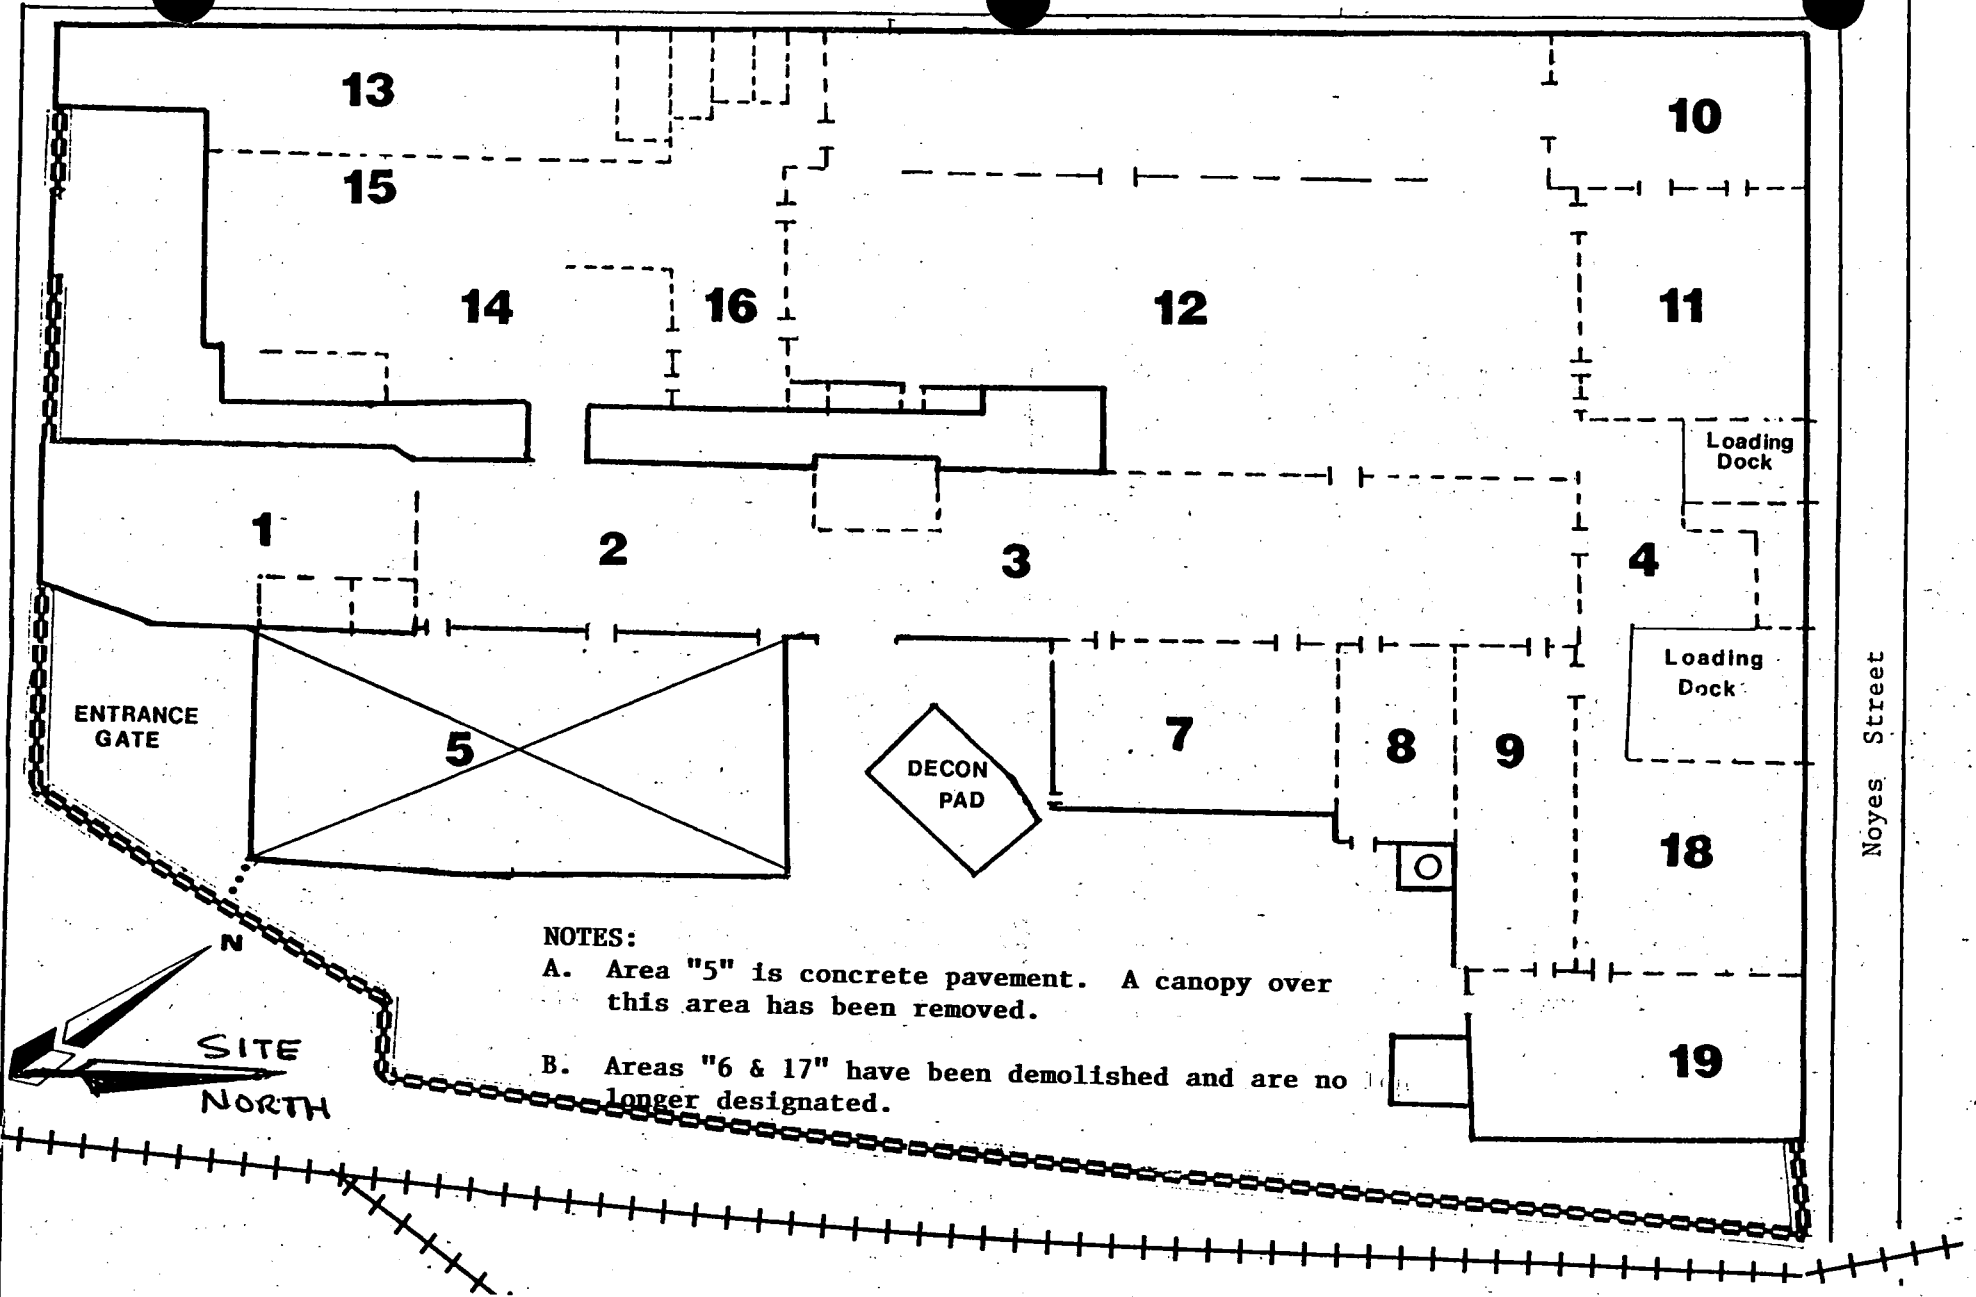 13
10
15
14
16
12
11
Loading
Dock
1
2
3
4
ENTRANCE
GATE
5
DECON
PAD
7
8
9
Loading
Dock
Noyes Street
18
N
NOTES:
A. Area "5" is concrete pavement. A canopy over
this area has been removed.
SITE
NORTH
B. Areas "6 & 17" have been demolished and are no
longer designated.
19